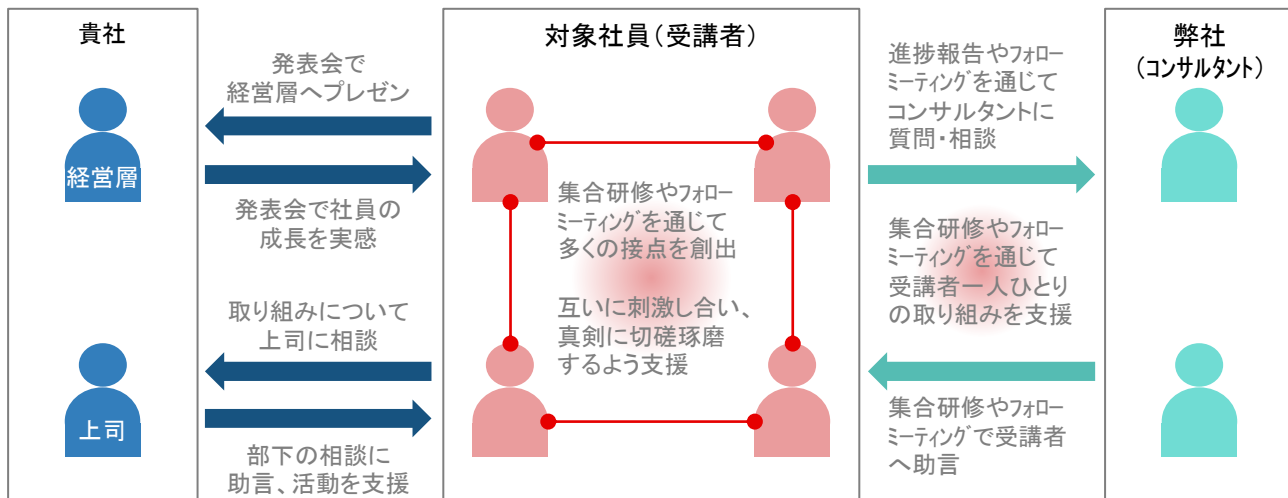 貴社
発表会で
経営層へプレゼン
経営層
発表会で社員の
成長を実感
取り組みについて
上司に相談
上司
部下の相談に
助言、活動を支援
対象社員（受講者）
集合研修やフォロー
ミーティングを通じて
多くの接点を創出
互いに刺激し合い、
真剣に切磋琢磨
するよう支援
進捗報告やフォロー
ミーティングを通じて
コンサルタントに
質問・相談
集合研修やフォロー
ミーティングを通じて
受講者一人ひとり
の取り組みを支援
集合研修やフォロー
ミーティングで受講者
へ助言
弊社
（コンサルタント）